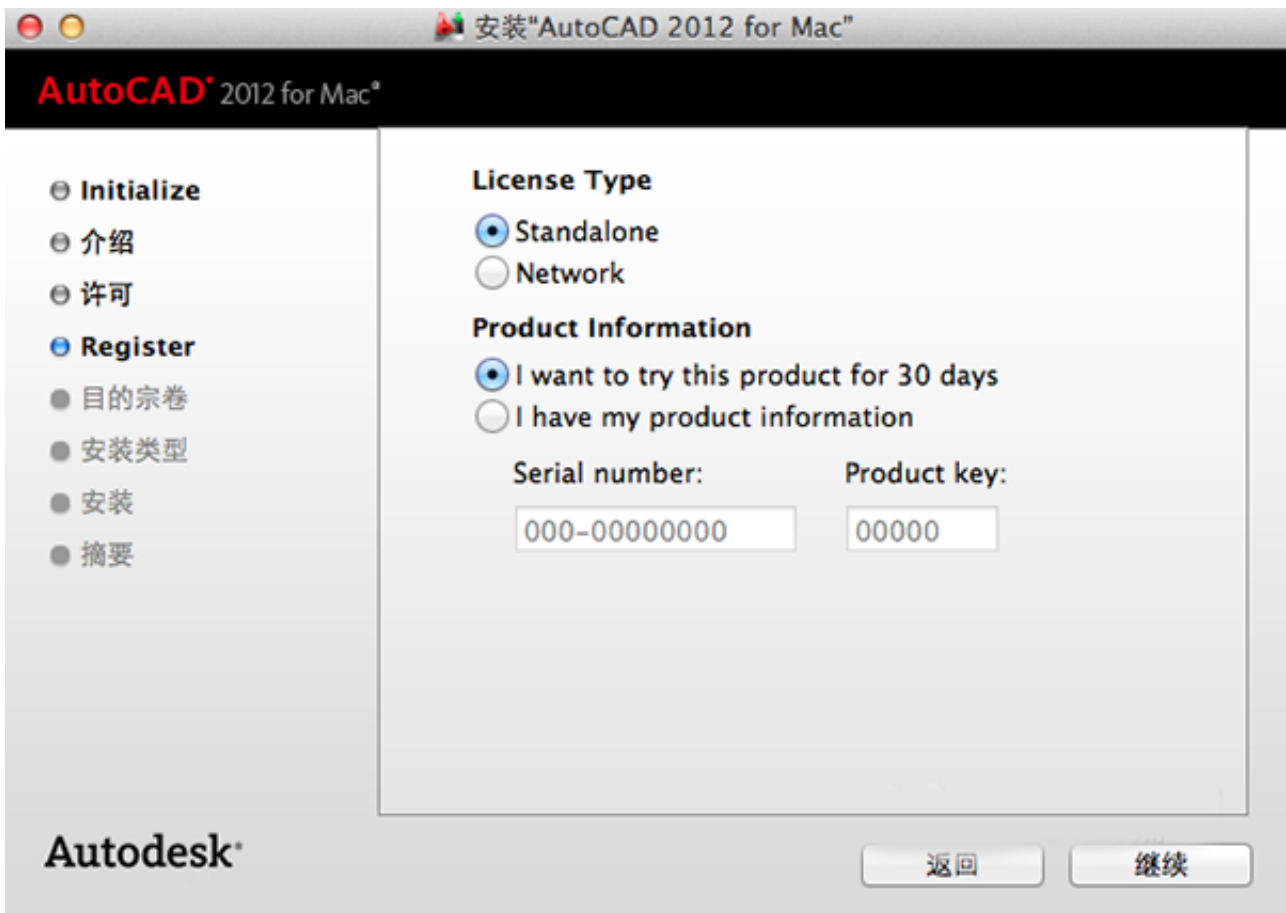 安装“AutoCAD 2012 for Mac”
AutoCAD® 2012 for Mac®
Initialize
介绍
许可
Register
目的宗卷
安装类型
安装
摘要
License Type
Standalone
Network
Product Information
I want to try this product for 30 days
I have my product information
Serial number: Product key:
000-00000000 00000
Autodesk®
返回 继续